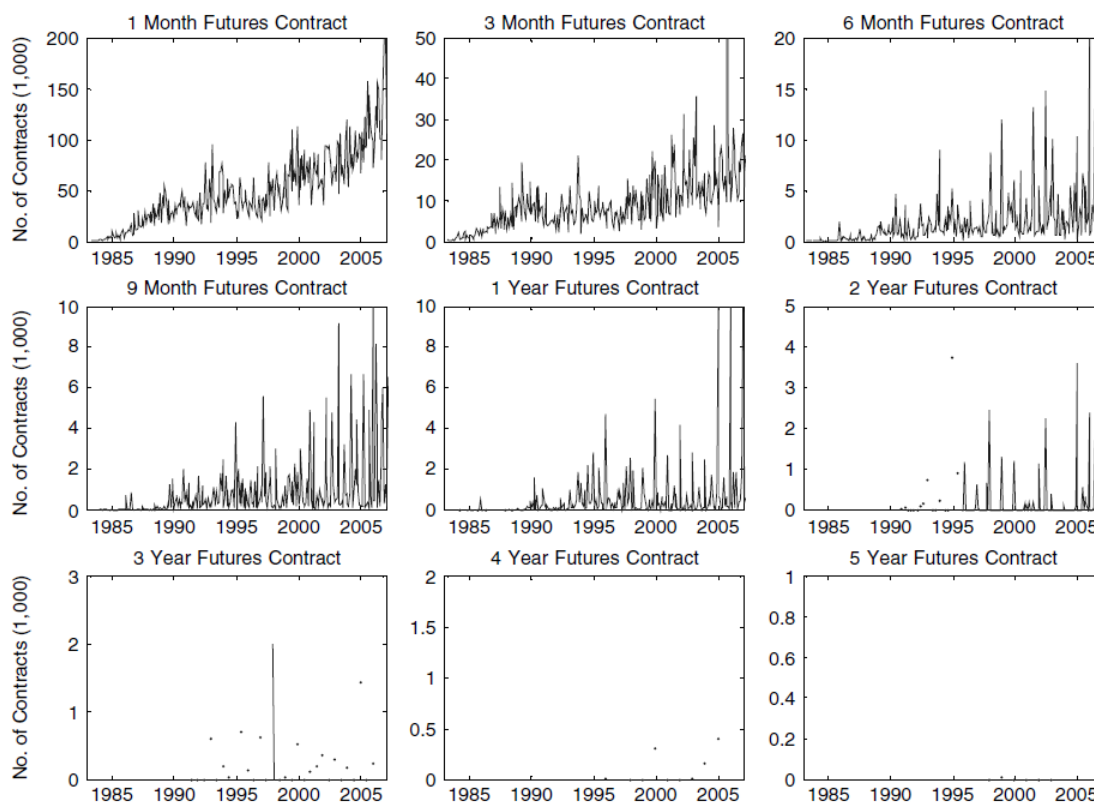 1 Month Futures Contract
3 Month Futures Contract
6 Month Futures Contract
No. of Contracts (1,000)
200
150
100
50
0
50
40
30
20
10
0
20
15
10
5
0
1985 1990 1995 2000 2005
1985 1990 1995 2000 2005
1985 1990 1995 2000 2005
9 Month Futures Contract
1 Year Futures Contract
2 Year Futures Contract
No. of Contracts (1,000)
10
8
6
4
2
0
10
8
6
4
2
0
5
4
3
2
1
0
1985 1990 1995 2000 2005
1985 1990 1995 2000 2005
1985 1990 1995 2000 2005
3 Year Futures Contract
4 Year Futures Contract
5 Year Futures Contract
No. of Contracts (1,000)
3
2
1
0
2
1.5
1
0.5
0
1
0.8
0.6
0.4
0.2
0
1985 1990 1995 2000 2005
1985 1990 1995 2000 2005
1985 1990 1995 2000 2005